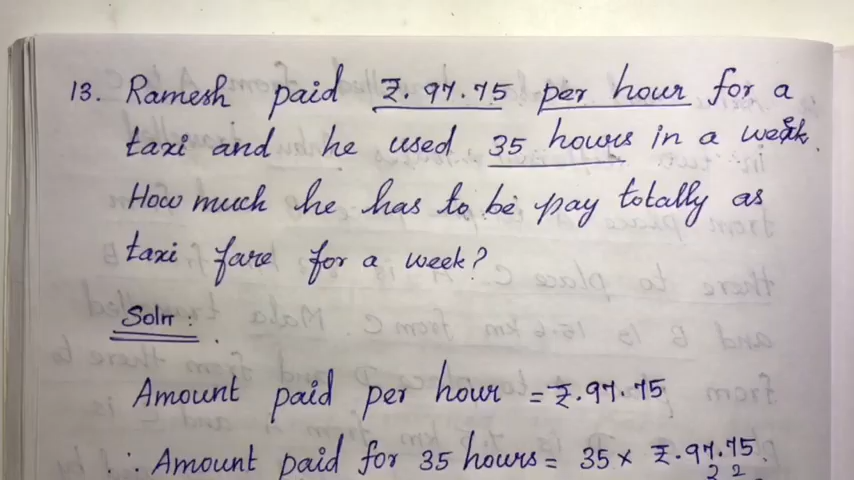 13. Ramesh paid ₹.97.75 per hour for a
taxi and he used 35 hours in a week.
How much he has to be pay totally as
taxi fare for a week?
Soln :
Amount paid per hour = ₹.97.75
∴ Amount paid for 35 hours = 35 × ₹.97.75.
3 2